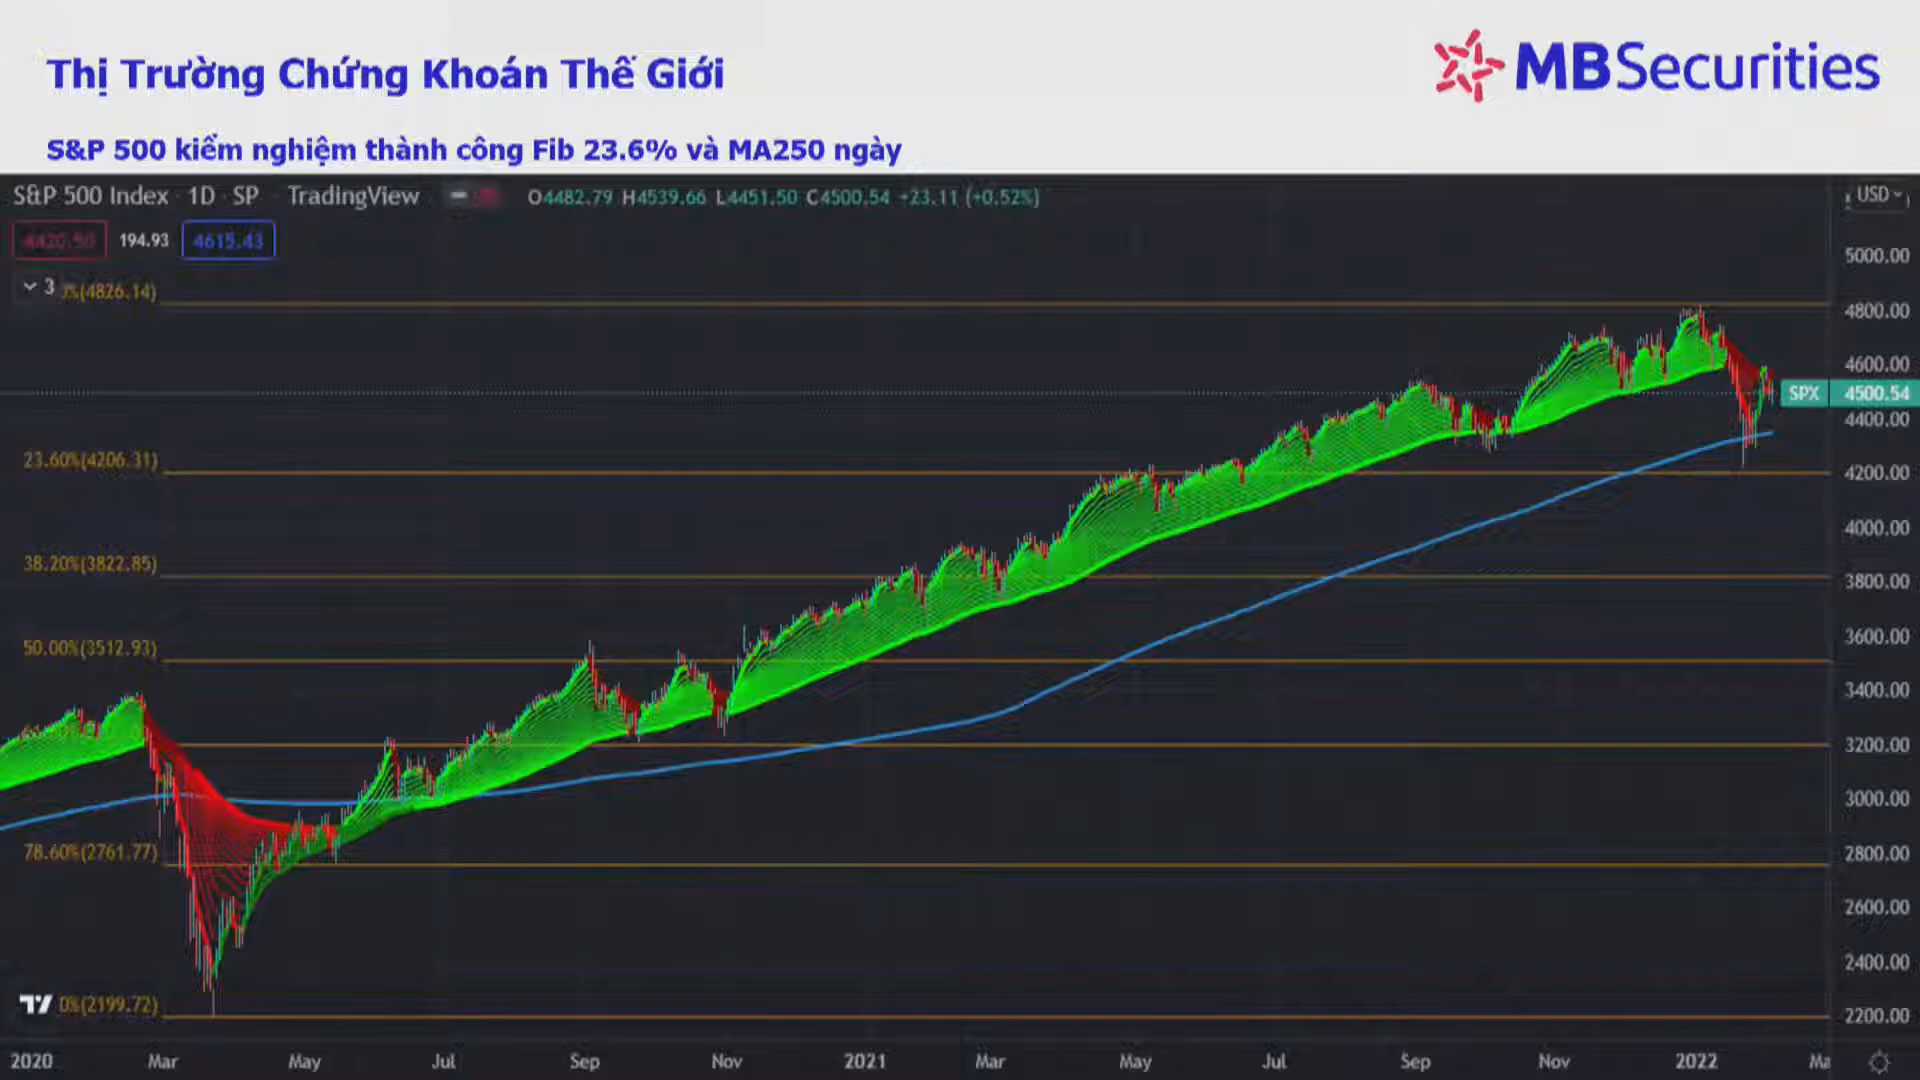 Thị Trường Chứng Khoán Thế Giới
MBSecurities
S&P 500 kiểm nghiệm thành công Fib 23.6% và MA250 ngày
S&P 500 Index · 1D · SP · TradingView
O4482.79 H4539.66 L4451.50 C4500.54 +23.11 (+0.52%)
USD
4420.50 194.93 4615.43
3
0%(4826.14)
23.60%(4206.31)
38.20%(3822.85)
50.00%(3512.93)
78.60%(2761.77)
0%(2199.72)
5000.00
4800.00
4600.00
SPX 4500.54
4400.00
4200.00
4000.00
3800.00
3600.00
3400.00
3200.00
3000.00
2800.00
2600.00
2400.00
2200.00
2020 Mar May Jul Sep Nov 2021 Mar May Jul Sep Nov 2022